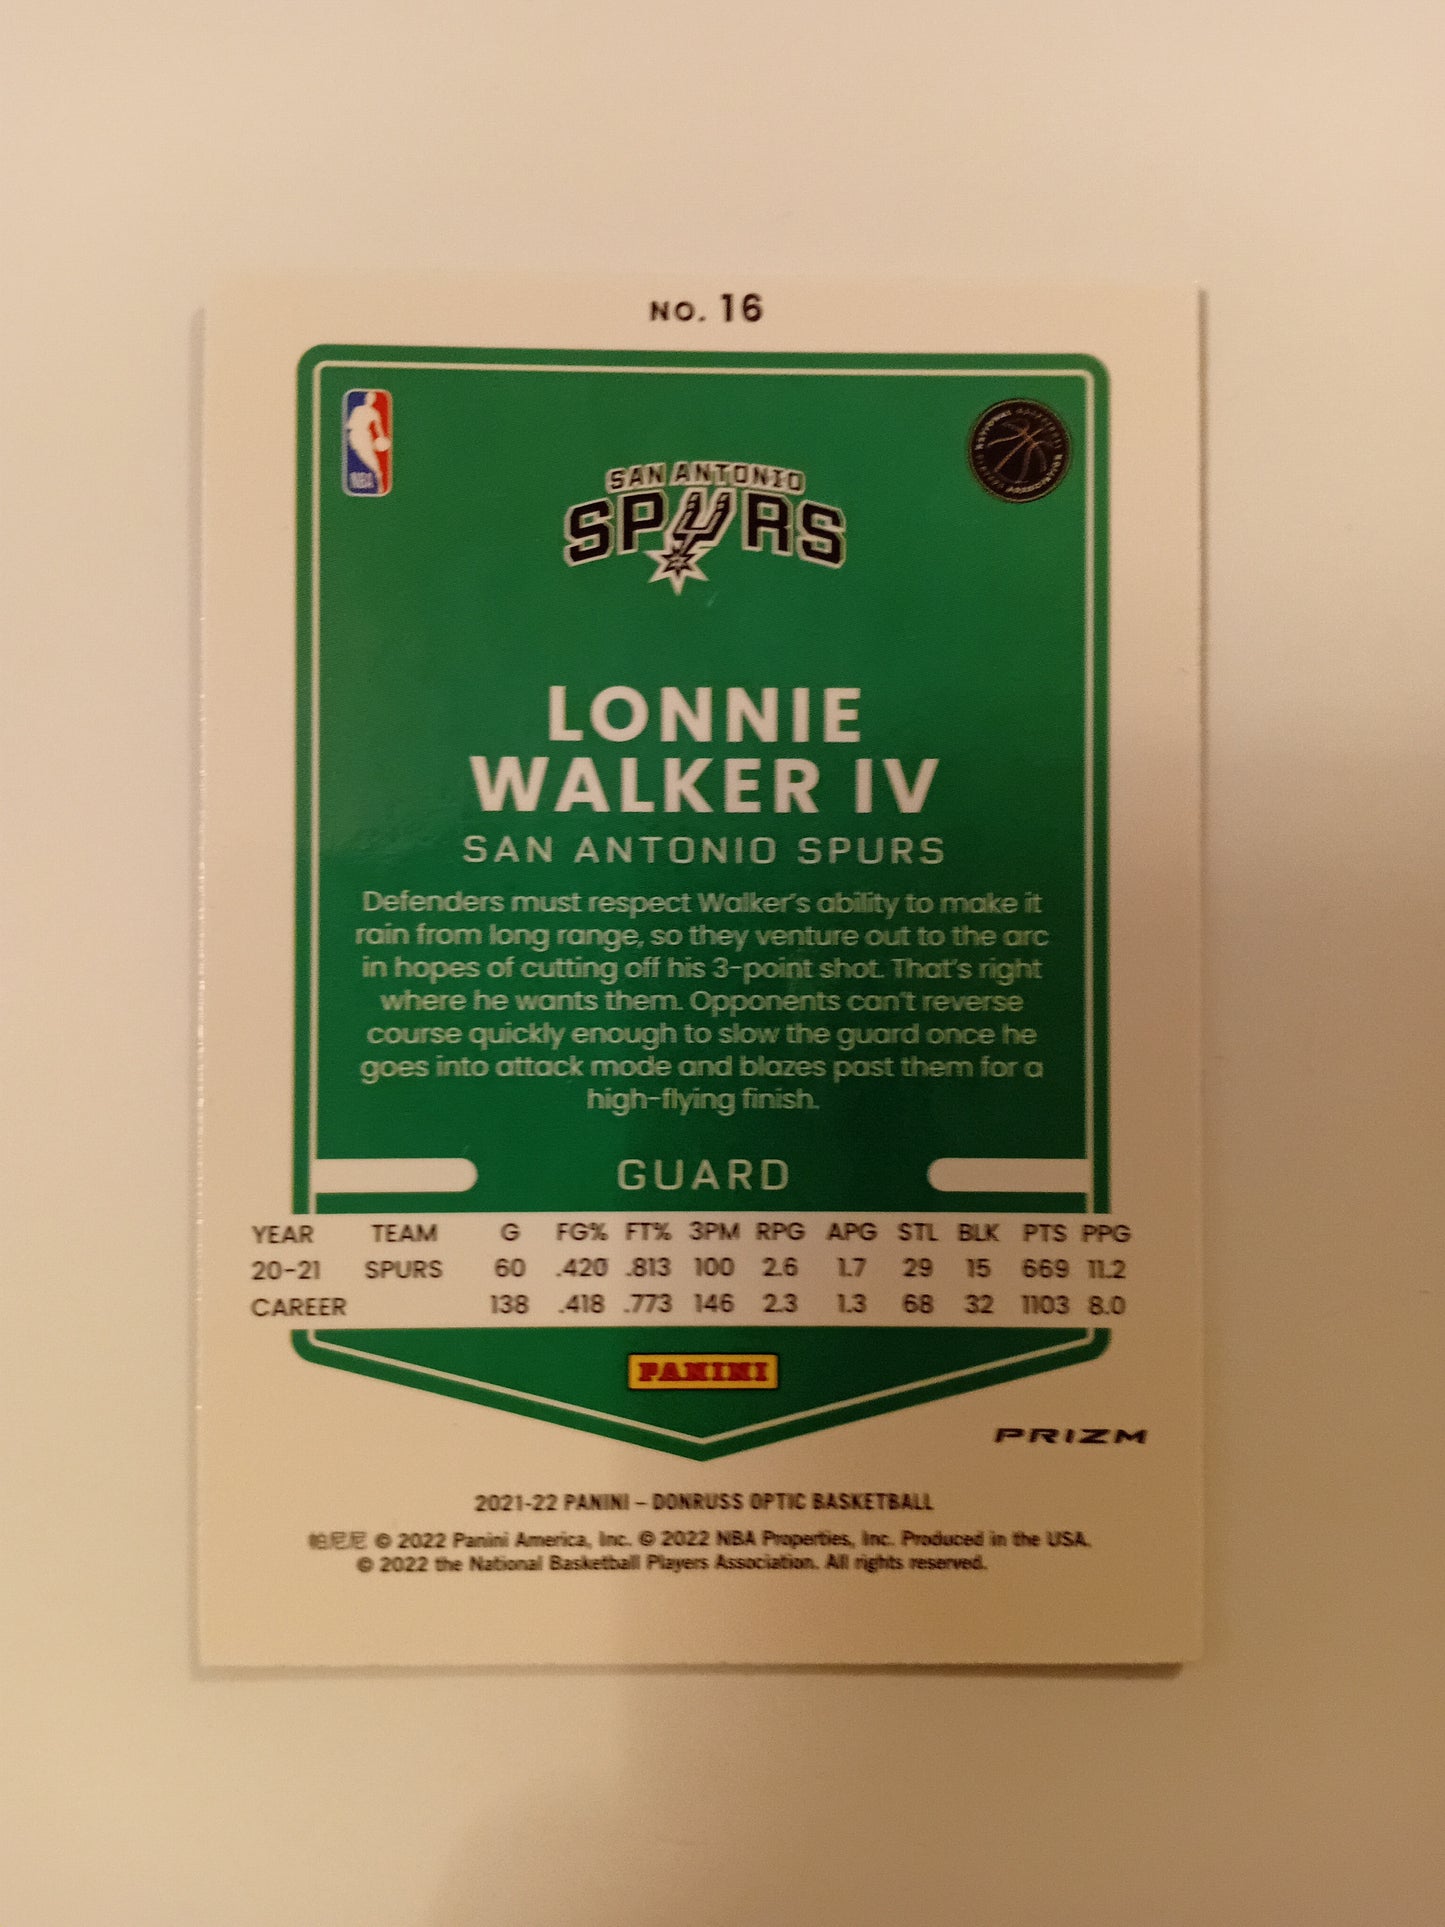 NO. 16
NBA
NATIONAL BASKETBALL PLAYERS ASSOCIATION
SAN ANTONIO
SPURS
LONNIE
WALKER IV
SAN ANTONIO SPURS
Defenders must respect Walker's ability to make it
rain from long range, so they venture out to the arc
in hopes of cutting off his 3-point shot. That's right
where he wants them. Opponents can't reverse
course quickly enough to slow the guard once he
goes into attack mode and blazes past them for a
high-flying finish.
GUARD
YEAR TEAM G FG% FT% 3PM RPG APG STL BLK PTS PPG
20-21 SPURS 60 .420 .813 100 2.6 1.7 29 15 669 11.2
CAREER 138 .418 .773 146 2.3 1.3 68 32 1103 8.0
PANINI
PRIZM
2021-22 PANINI – DONRUSS OPTIC BASKETBALL
帕尼尼 © 2022 Panini America, Inc. © 2022 NBA Properties, Inc. Produced in the USA.
© 2022 the National Basketball Players Association. All rights reserved.